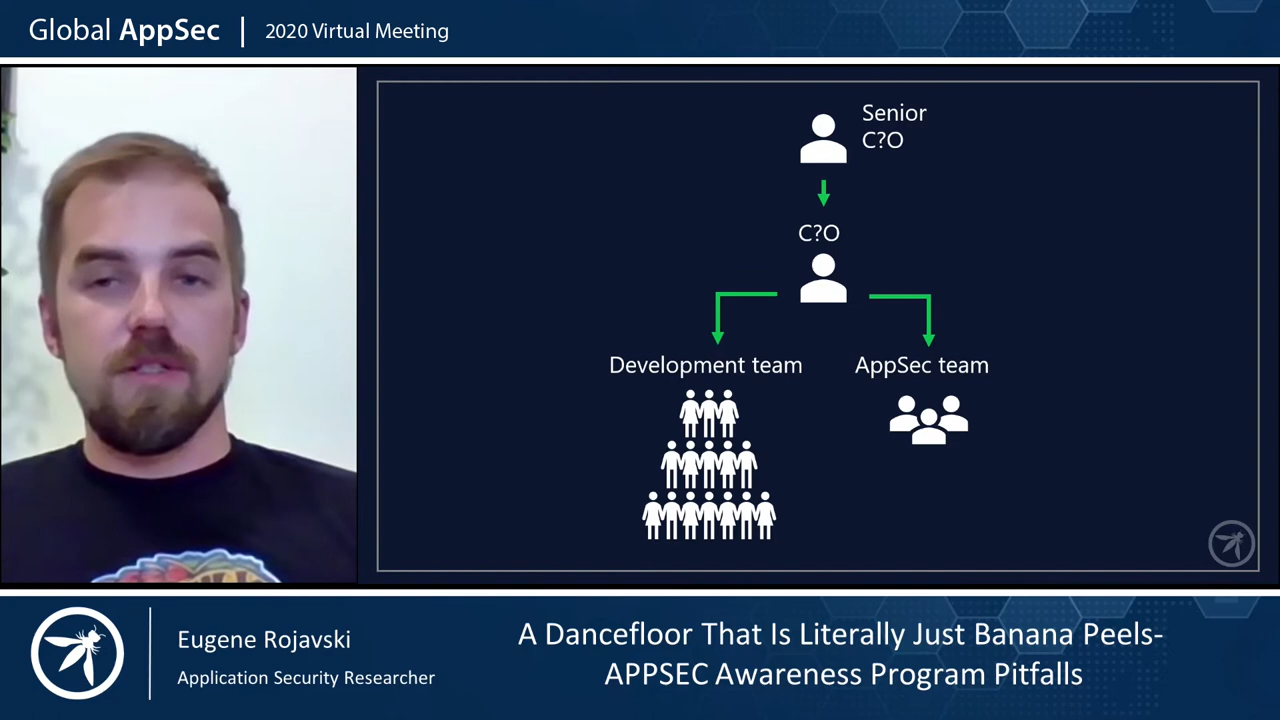 Global AppSec | 2020 Virtual Meeting
Senior
C?O
C?O
Development team
AppSec team
Eugene Rojavski
Application Security Researcher
A Dancefloor That Is Literally Just Banana Peels-
APPSEC Awareness Program Pitfalls